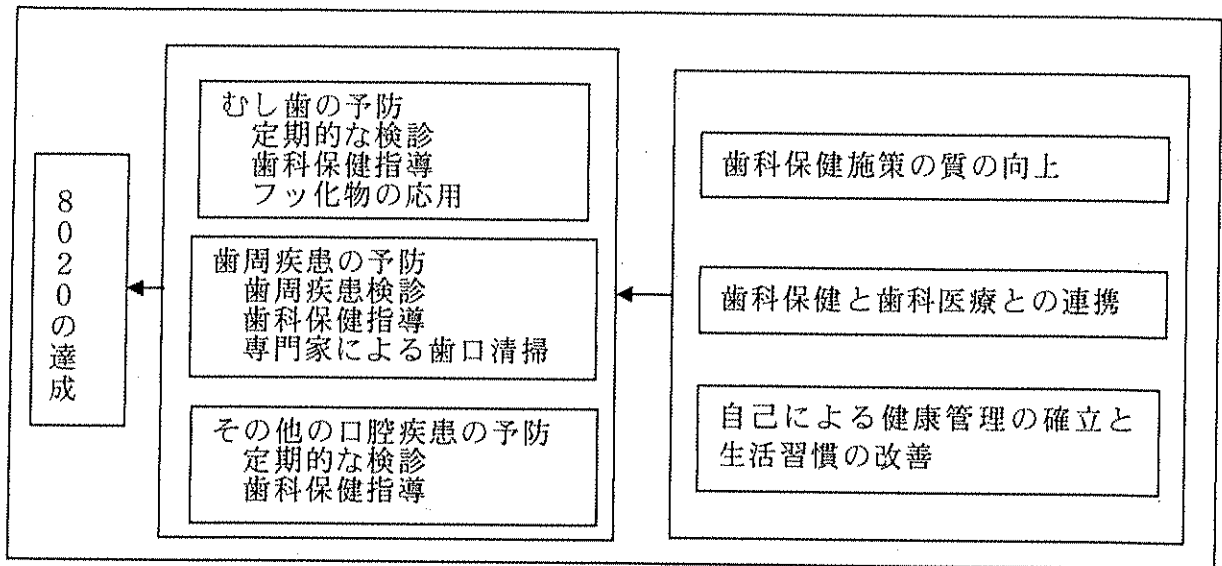 8020の達成
むし歯の予防
定期的な検診
歯科保健指導
フッ化物の応用
歯周疾患の予防
歯周疾患検診
歯科保健指導
専門家による歯口清掃
その他の口腔疾患の予防
定期的な検診
歯科保健指導
歯科保健施策の質の向上
歯科保健と歯科医療との連携
自己による健康管理の確立と
生活習慣の改善